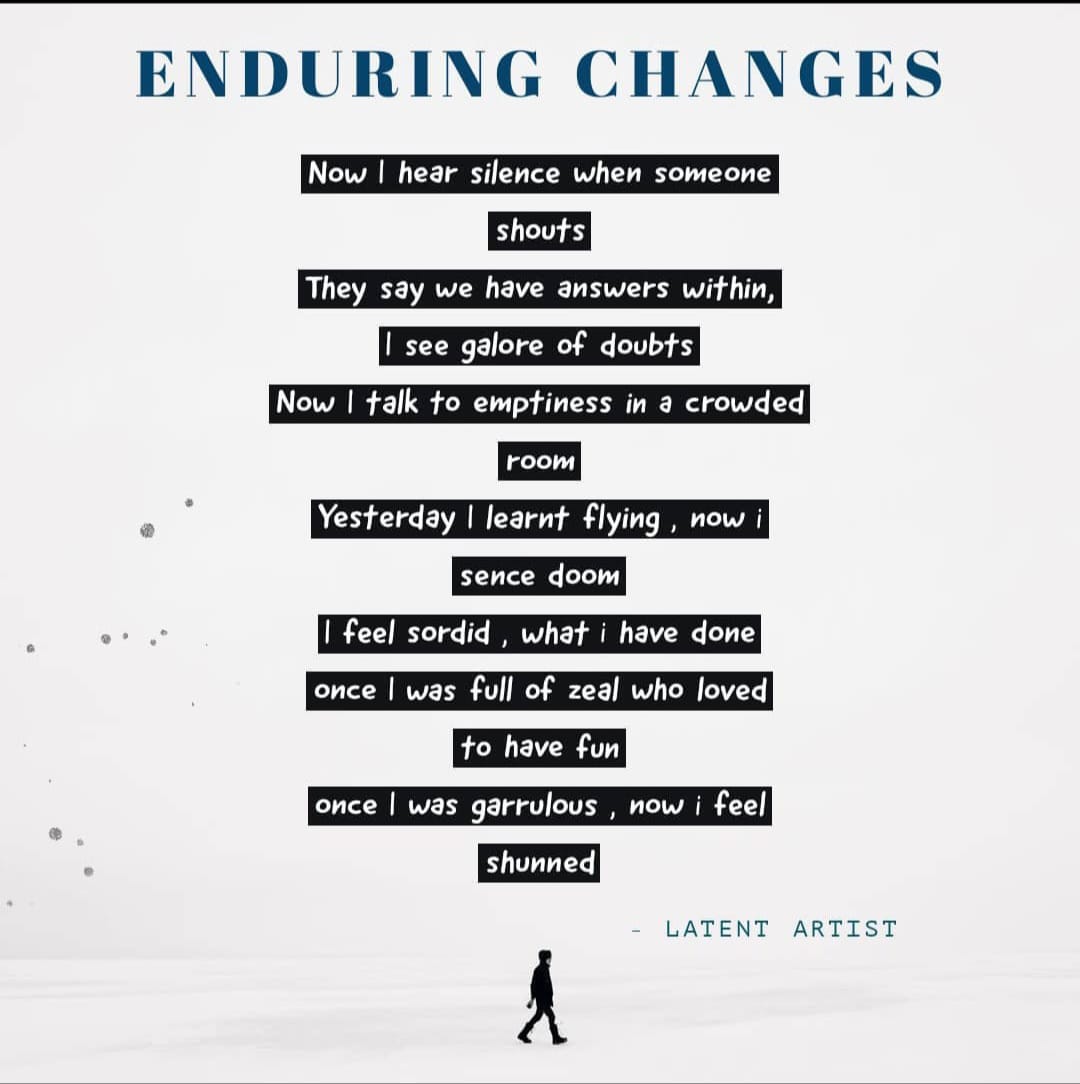 ENDURING CHANGES
Now I hear silence when someone
shouts
They say we have answers within,
I see galore of doubts
Now I talk to emptiness in a crowded
room
Yesterday I learnt flying , now i
sence doom
I feel sordid , what i have done
once I was full of zeal who loved
to have fun
once I was garrulous , now i feel
shunned
- LATENT ARTIST